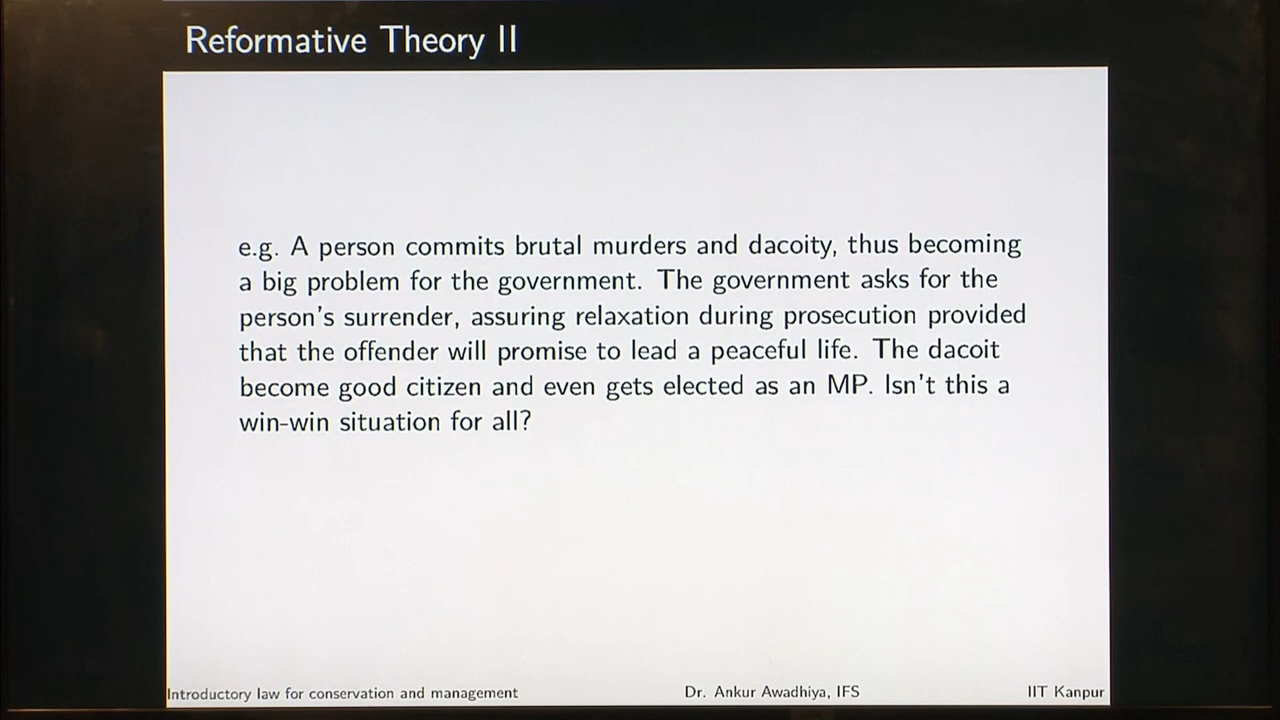 Reformative Theory II
e.g. A person commits brutal murders and dacoity, thus becoming
a big problem for the government. The government asks for the
person's surrender, assuring relaxation during prosecution provided
that the offender will promise to lead a peaceful life. The dacoit
become good citizen and even gets elected as an MP. Isn't this a
win-win situation for all?
Introductory law for conservation and management Dr. Ankur Awadhiya, IFS IIT Kanpur